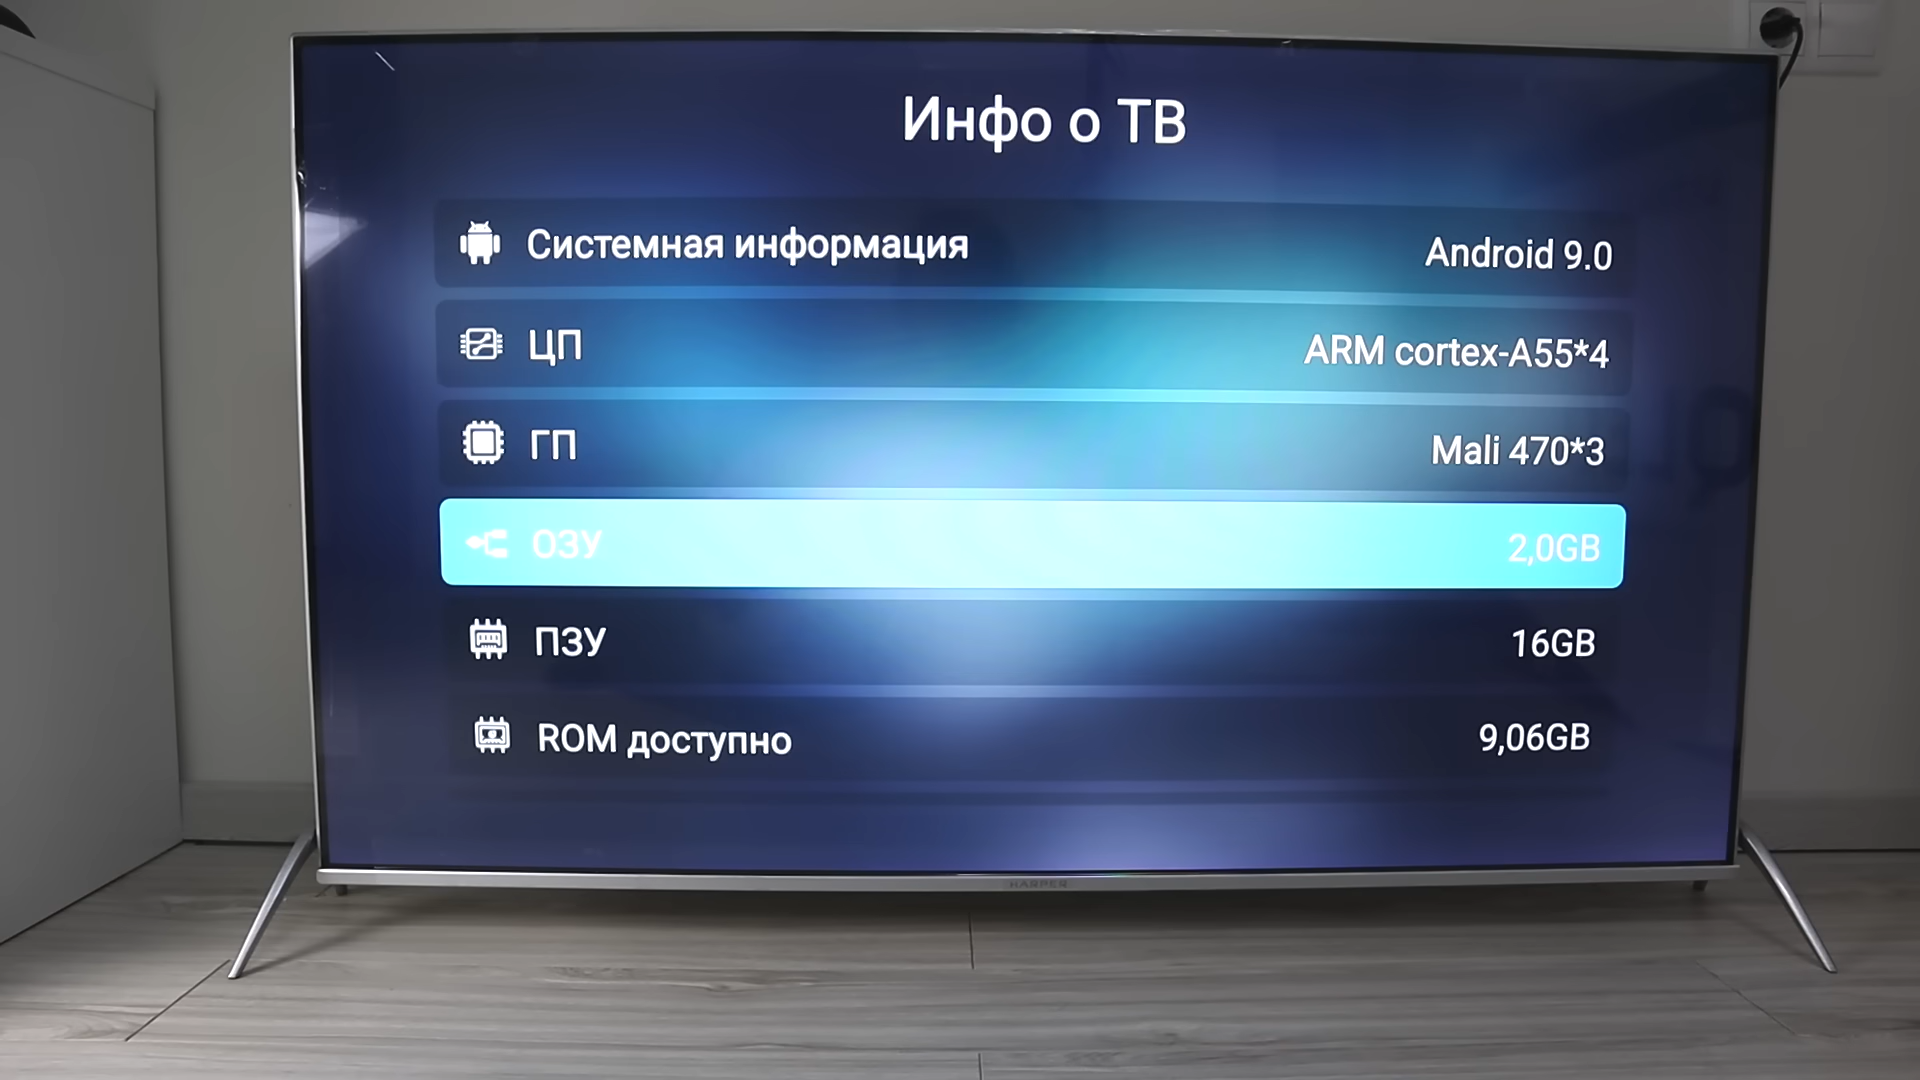 Инфо о ТВ
Системная информация Android 9.0
ЦП ARM cortex-A55*4
ГП Mali 470*3
ОЗУ 2,0GB
ПЗУ 16GB
ROM доступно 9,06GB
HARPER